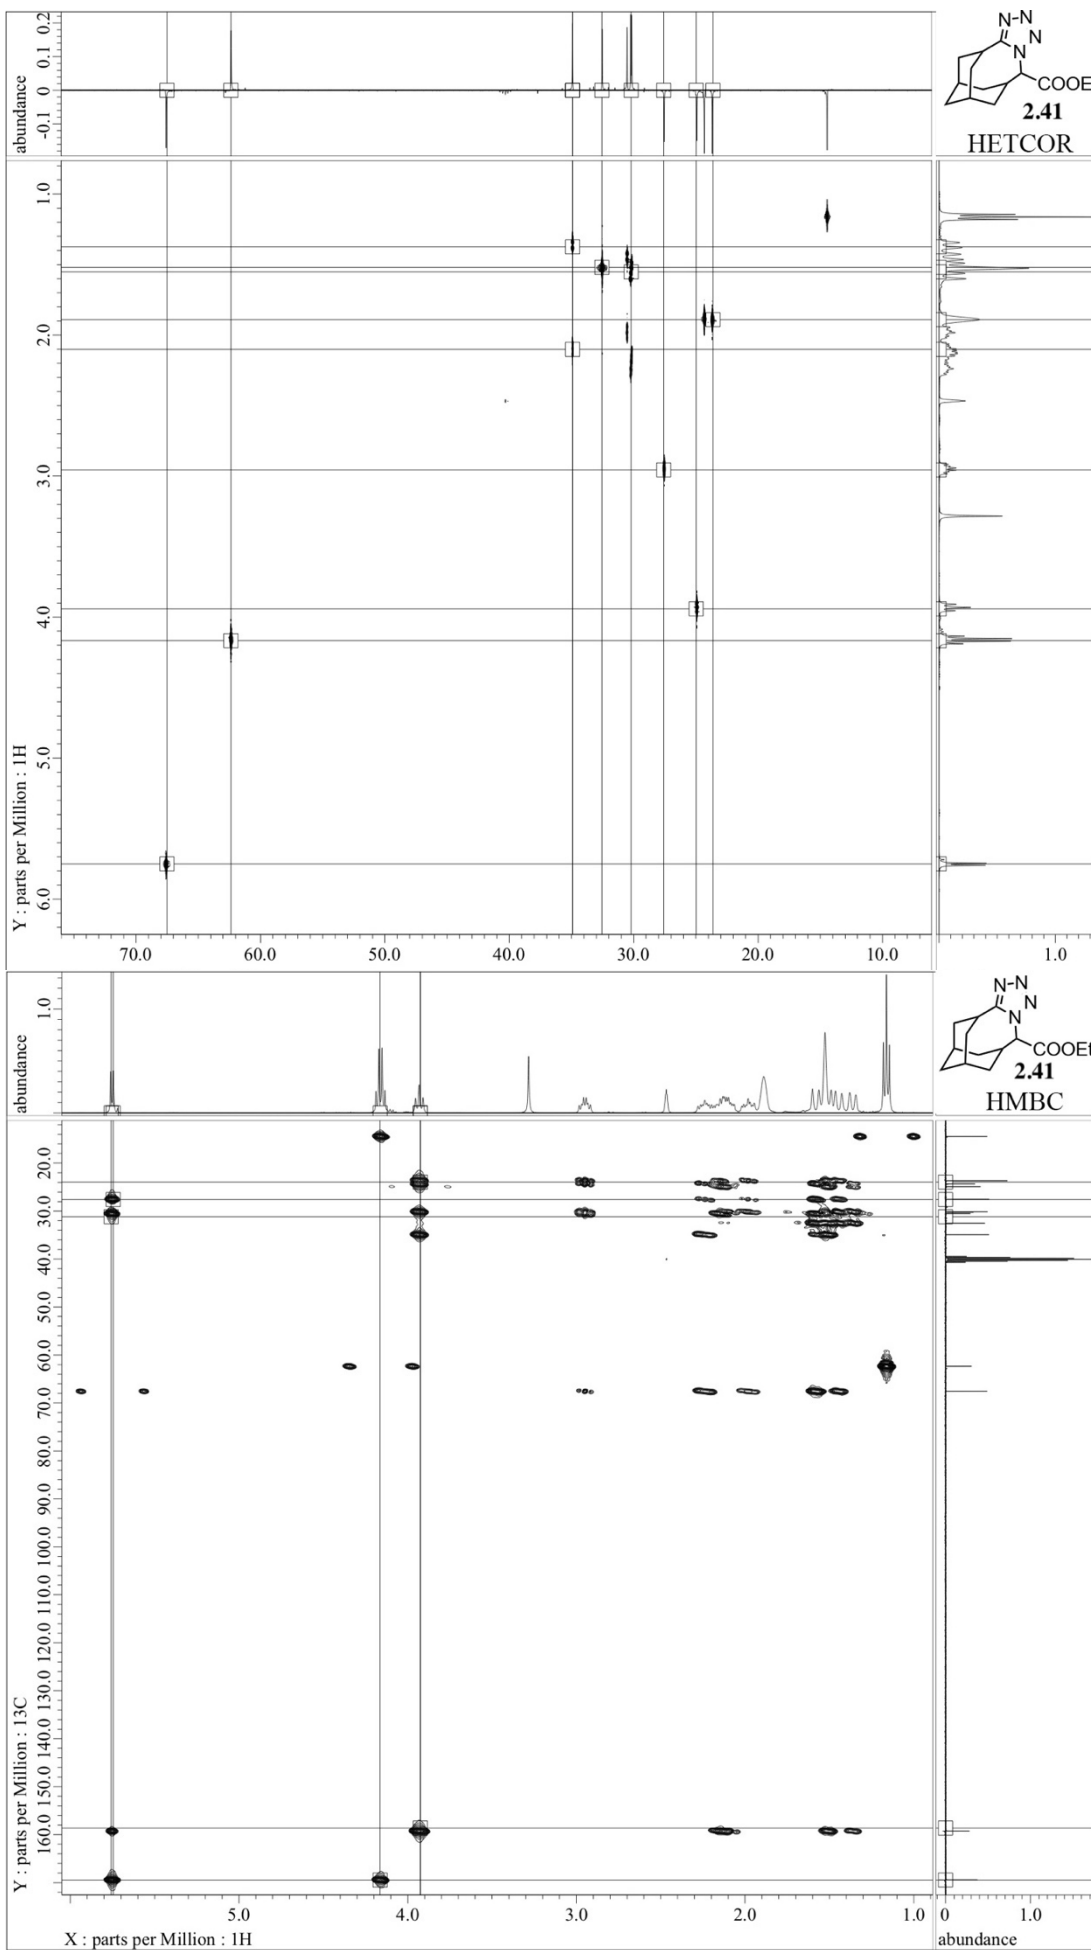 abundance
-0.1 0 0.1 0.2
N-N
N N
N
COOE
2.41
HETCOR
Y : parts per Million : 1H
1.0
2.0
3.0
4.0
5.0
6.0
70.0 60.0 50.0 40.0 30.0 20.0 10.0
1.0
abundance
1.0
N-N
N N
N
COOEt
2.41
HMBC
Y : parts per Million : 13C
20.0
30.0
40.0
50.0
60.0
70.0
80.0
90.0
100.0
110.0
120.0
130.0
140.0
150.0
160.0
5.0 4.0 3.0 2.0 1.0
0 1.0
X : parts per Million : 1H
abundance